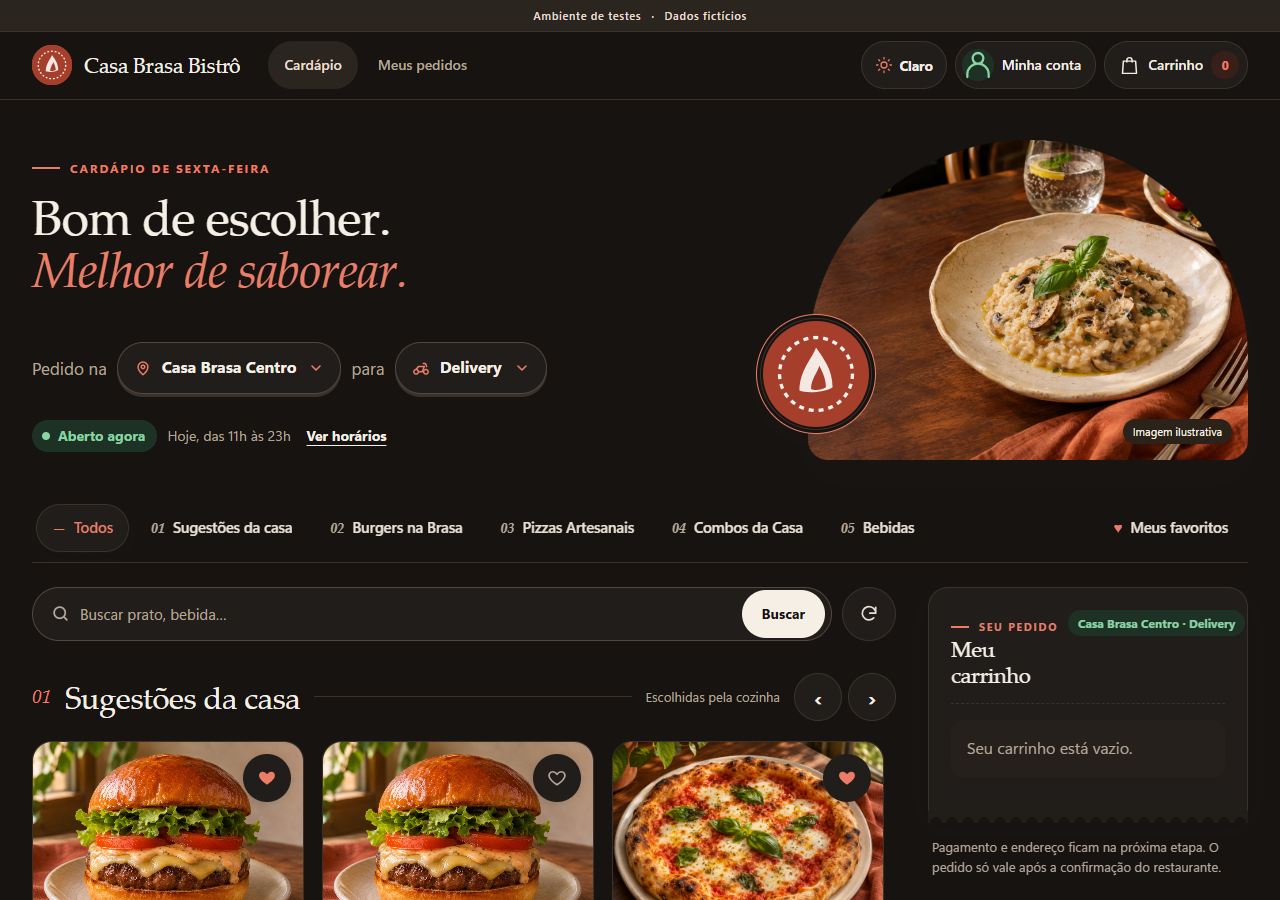 Ambiente de testes · Dados fictícios
Casa Brasa Bistrô
Cardápio
Meus pedidos
Claro
Minha conta
Carrinho 0
CARDÁPIO DE SEXTA-FEIRA
Bom de escolher.
Melhor de saborear.
Pedido na Casa Brasa Centro para Delivery
Aberto agora Hoje, das 11h às 23h Ver horários
Imagem ilustrativa
— Todos
01 Sugestões da casa
02 Burgers na Brasa
03 Pizzas Artesanais
04 Combos da Casa
05 Bebidas
♥ Meus favoritos
Buscar prato, bebida...
Buscar
01 Sugestões da casa
Escolhidas pela cozinha
‹ ›
SEU PEDIDO
Casa Brasa Centro · Delivery
Meu
carrinho
Seu carrinho está vazio.
Pagamento e endereço ficam na próxima etapa. O
pedido só vale após a confirmação do restaurante.